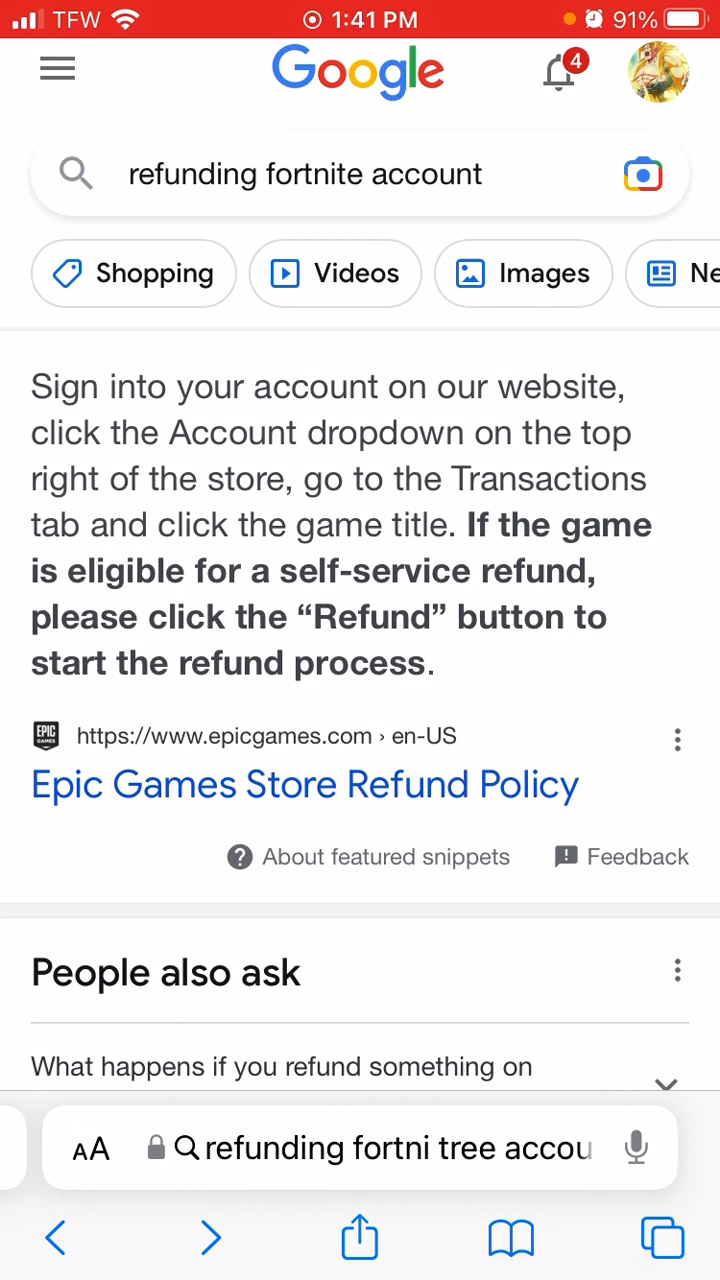 TFW 1:41 PM 91%
Google 4
refunding fortnite account
Shopping Videos Images Ne
Sign into your account on our website,
click the Account dropdown on the top
right of the store, go to the Transactions
tab and click the game title. If the game
is eligible for a self-service refund,
please click the “Refund” button to
start the refund process.
EPIC GAMES https://www.epicgames.com › en-US
Epic Games Store Refund Policy
About featured snippets Feedback
People also ask
What happens if you refund something on
AA refunding fortni tree accou